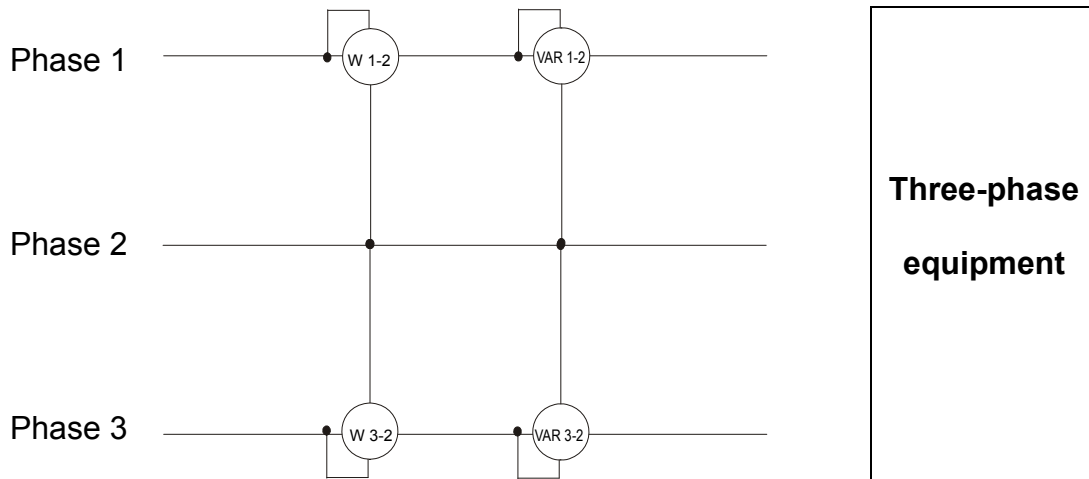 Phase 1
W 1-2
VAR 1-2
Three-phase
Phase 2
equipment
Phase 3
W 3-2
VAR 3-2